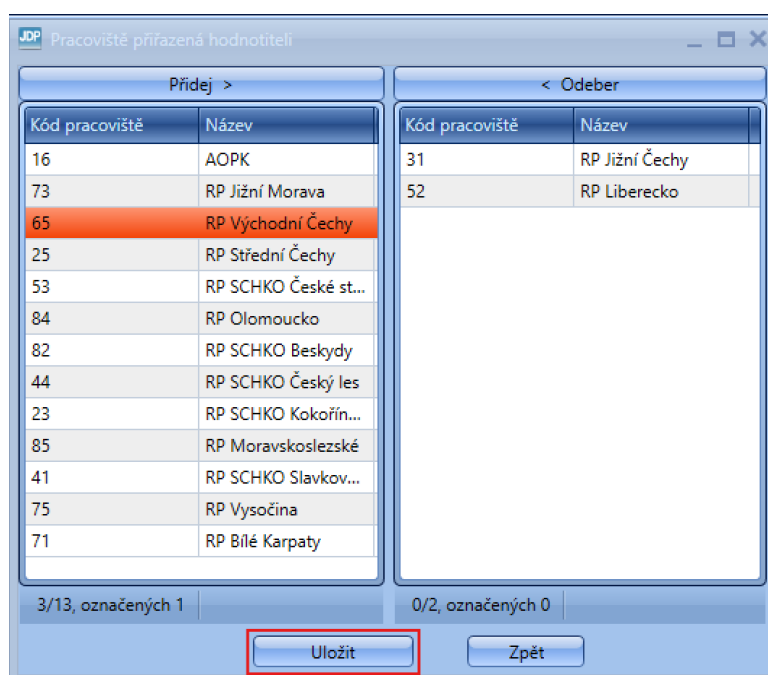 JDP Pracoviště přiřazená hodnotiteli
Přidej >
< Odeber
Kód pracoviště Název
16 AOPK
73 RP Jižní Morava
65 RP Východní Čechy
25 RP Střední Čechy
53 RP SCHKO České st...
84 RP Olomoucko
82 RP SCHKO Beskydy
44 RP SCHKO Český les
23 RP SCHKO Kokořín...
85 RP Moravskoslezské
41 RP SCHKO Slavkov...
75 RP Vysočina
71 RP Bílé Karpaty
3/13, označených 1
Kód pracoviště Název
31 RP Jižní Čechy
52 RP Liberecko
0/2, označených 0
Uložit
Zpět